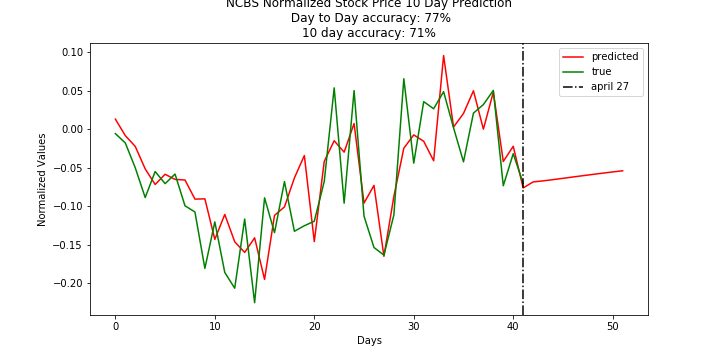 NCBS Normalized Stock Price 10 Day Prediction
Day to Day accuracy: 77%
10 day accuracy: 71%
predicted
true
april 27
Normalized Values
0.10
0.05
0.00
−0.05
−0.10
−0.15
−0.20
0 10 20 30 40 50
Days